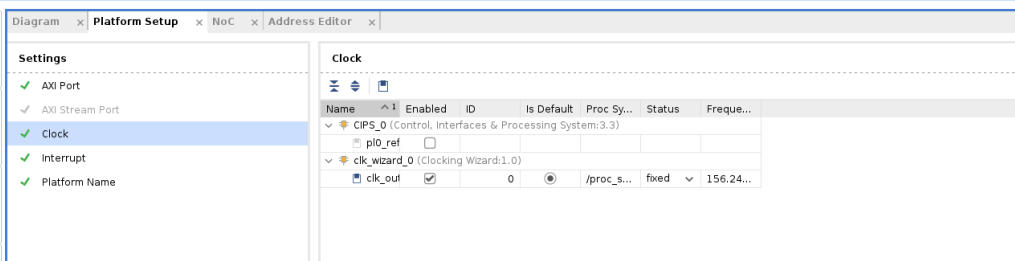 Diagram × Platform Setup × NoC × Address Editor ×
Settings
AXI Port
AXI Stream Port
Clock
Interrupt
Platform Name
Clock
Name ^ 1 Enabled ID Is Default Proc Sy... Status Freque...
CIPS_0 (Control, Interfaces & Processing System:3.3)
pl0_ref
clk_wizard_0 (Clocking Wizard:1.0)
clk_out 0 /proc_s... fixed 156.24...